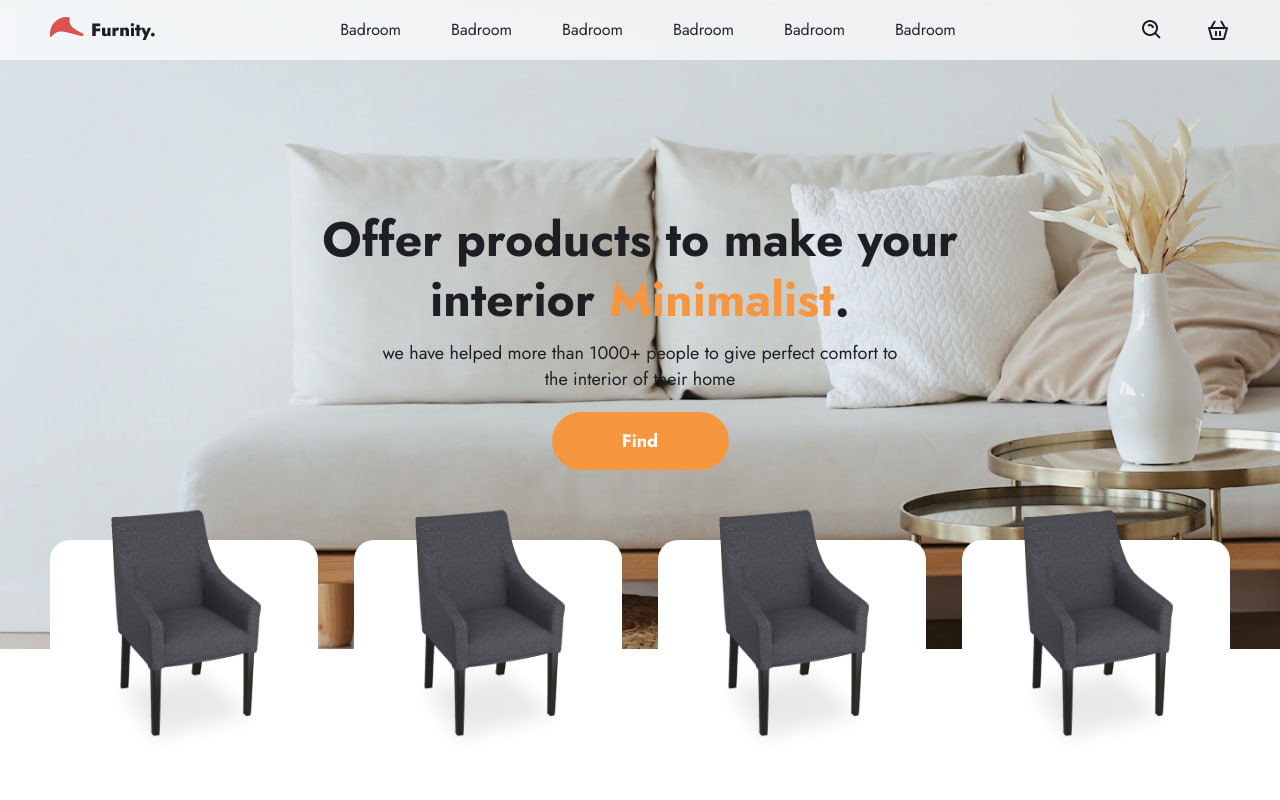 Furnity.
Badroom Badroom Badroom Badroom Badroom Badroom
Offer products to make your
interior Minimalist.
we have helped more than 1000+ people to give perfect comfort to
the interior of their home
Find